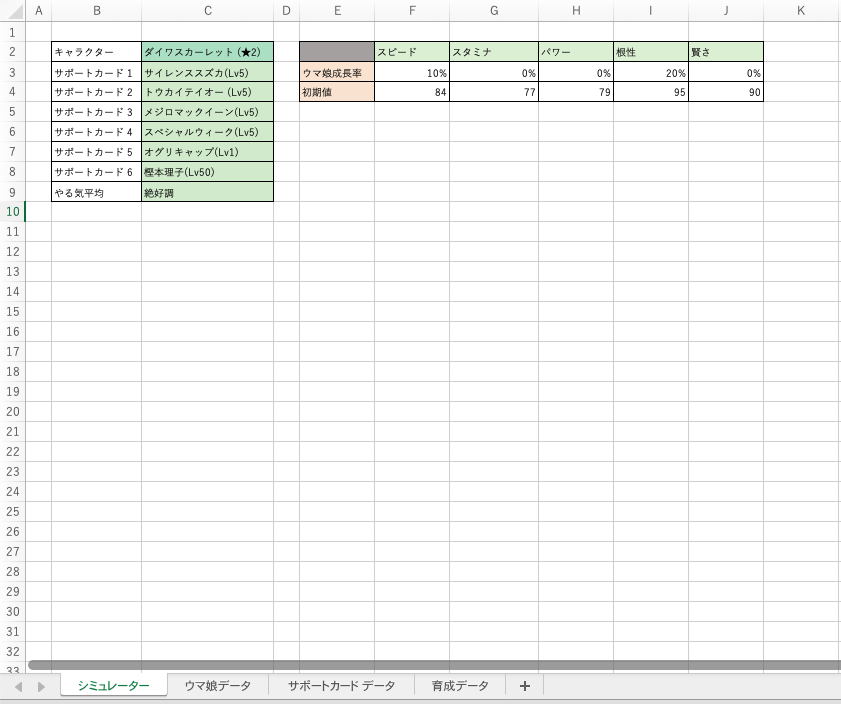 A B C D E F G H I J K
1
2 キャラクター ダイワスカーレット (★2) スピード スタミナ パワー 根性 賢さ
3 サポートカード 1 サイレンススズカ(Lv5) ウマ娘成長率 10% 0% 0% 20% 0%
4 サポートカード 2 トウカイテイオー (Lv5) 初期値 84 77 79 95 90
5 サポートカード 3 メジロマックイーン(Lv5)
6 サポートカード 4 スペシャルウィーク(Lv5)
7 サポートカード 5 オグリキャップ(Lv1)
8 サポートカード 6 樫本理子(Lv50)
9 やる気平均 絶好調
10
11
12
13
14
15
16
17
18
19
20
21
22
23
24
25
26
27
28
29
30
31
32
33
シミュレーター ウマ娘データ サポートカード データ 育成データ +